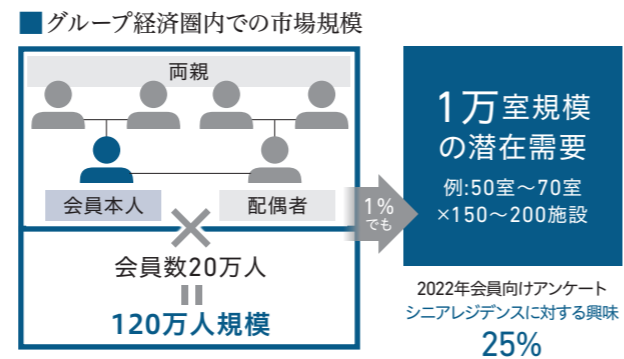 ■グループ経済圏内での市場規模
両親
会員本人
配偶者
×
会員数20万人
=
120万人規模
1%
でも
1万室規模
の潜在需要
例:50室～70室
×150～200施設
2022年会員向けアンケート
シニアレジデンスに対する興味
25%